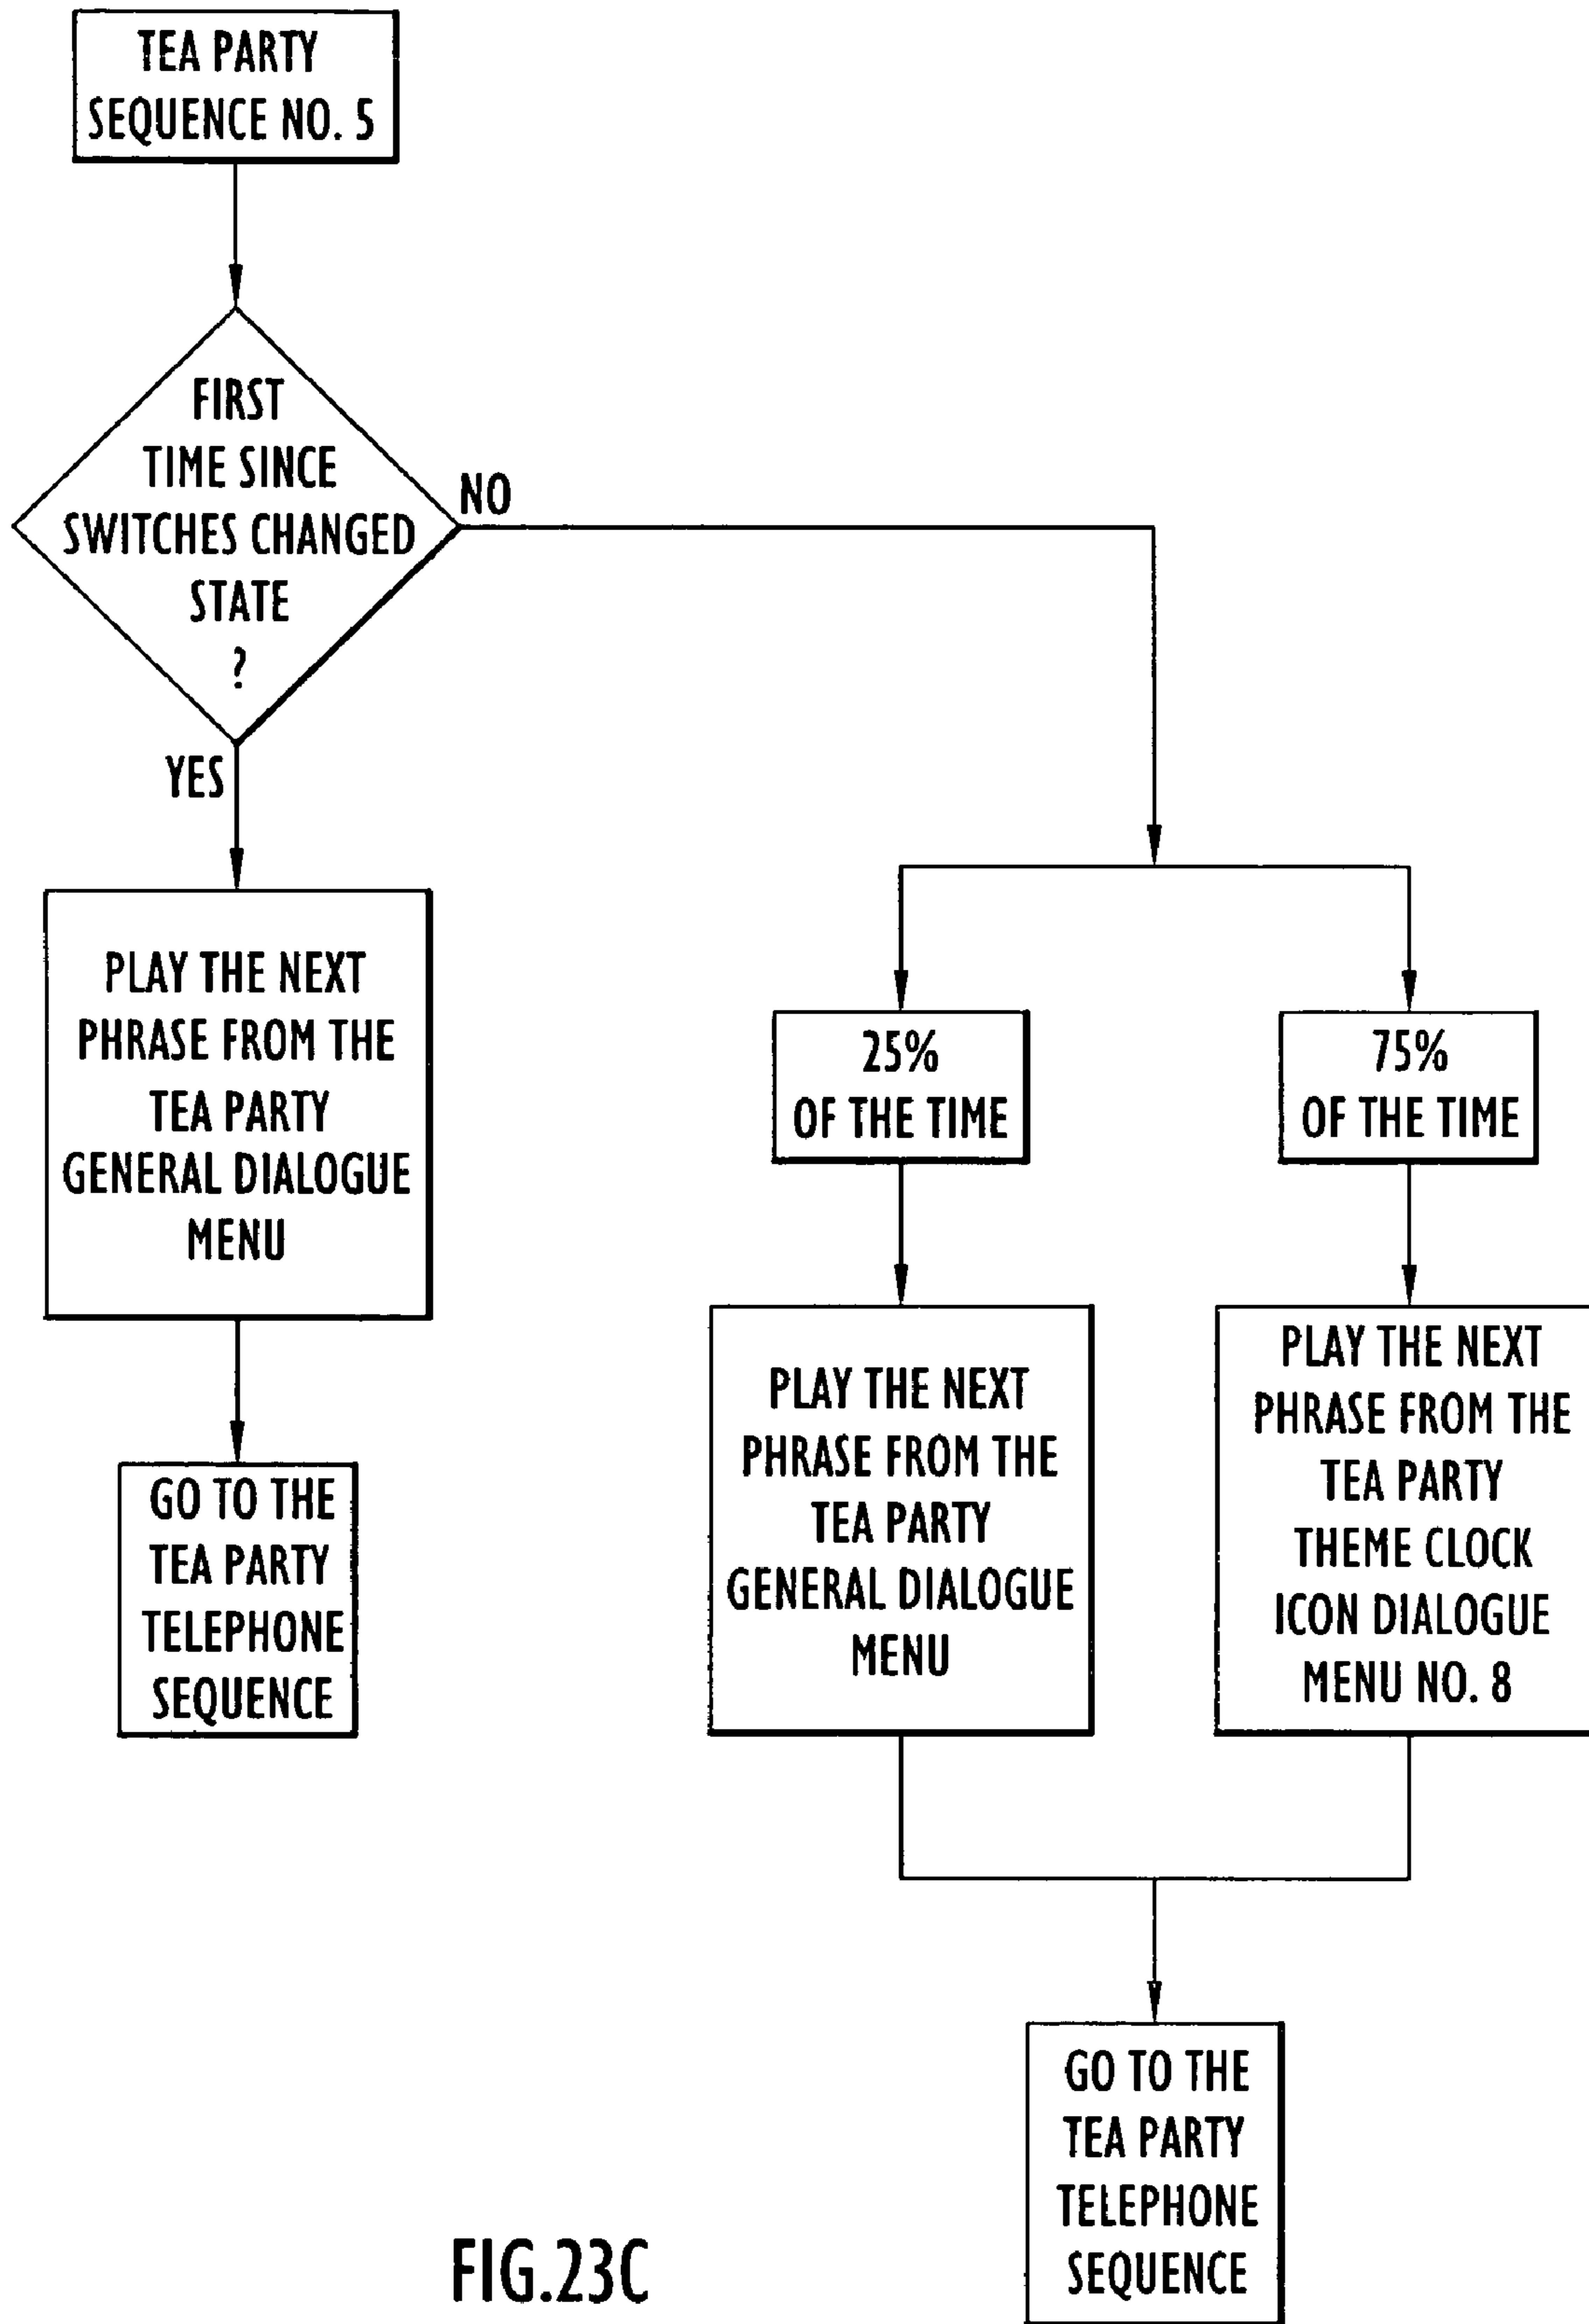 TEA PARTY
SEQUENCE NO. 5
FIRST
TIME SINCE
SWITCHES CHANGED
STATE
?
NO
YES
PLAY THE NEXT
PHRASE FROM THE
TEA PARTY
GENERAL DIALOGUE
MENU
GO TO THE
TEA PARTY
TELEPHONE
SEQUENCE
25%
OF THE TIME
75%
OF THE TIME
PLAY THE NEXT
PHRASE FROM THE
TEA PARTY
GENERAL DIALOGUE
MENU
PLAY THE NEXT
PHRASE FROM THE
TEA PARTY
THEME CLOCK
ICON DIALOGUE
MENU NO. 8
GO TO THE
TEA PARTY
TELEPHONE
SEQUENCE
FIG.23C